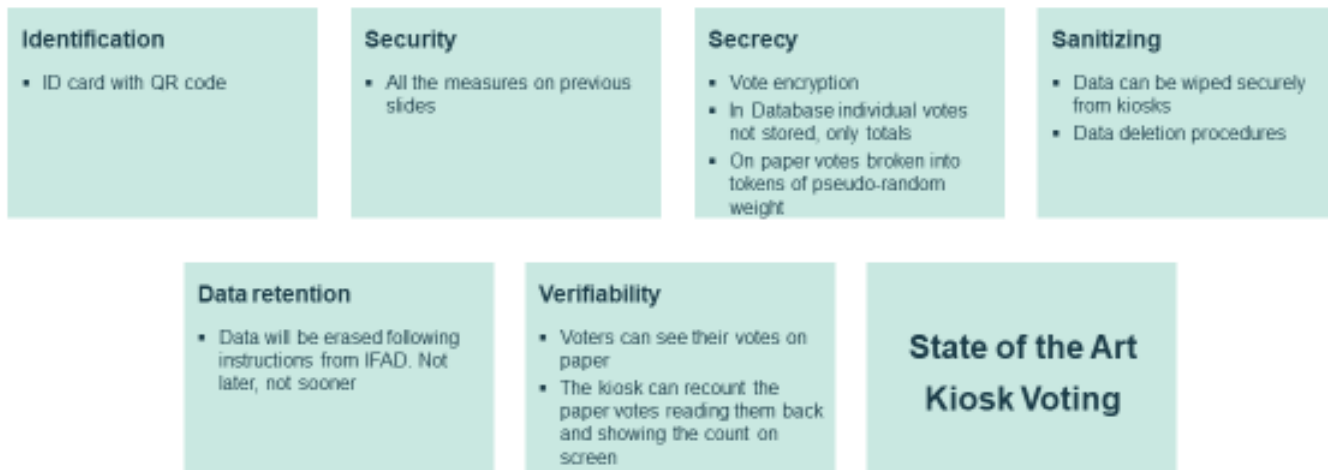 Identification
▪ ID card with QR code
Security
▪ All the measures on previous
slides
Secrecy
▪ Vote encryption
▪ In Database individual votes
not stored, only totals
▪ On paper votes broken into
tokens of pseudo-random
weight
Sanitizing
▪ Data can be wiped securely
from kiosks
▪ Data deletion procedures
Data retention
▪ Data will be erased following
instructions from IFAD. Not
later, not sooner
Verifiability
▪ Voters can see their votes on
paper
▪ The kiosk can recount the
paper votes reading them back
and showing the count on
screen
State of the Art
Kiosk Voting